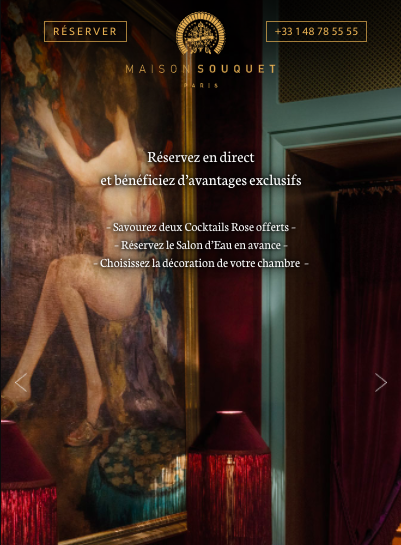 RÉSERVER
+33 1 48 78 55 55
MAISON SOUQUET
PARIS
Réservez en direct
et bénéficiez d'avantages exclusifs
- Savourez deux Cocktails Rose offerts -
- Réservez le Salon d'Eau en avance -
- Choisissez la décoration de votre chambre -